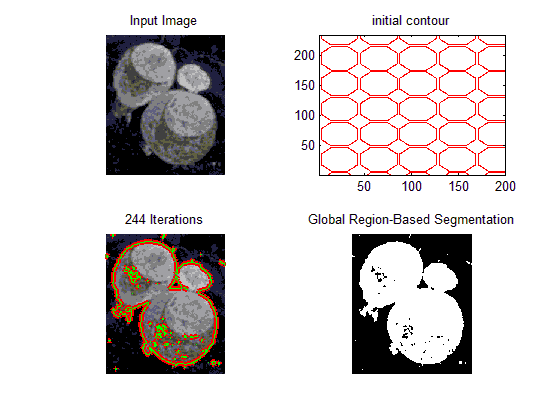 Input Image
initial contour
200
150
100
50
50
100
150
200
244 Iterations
Global Region-Based Segmentation